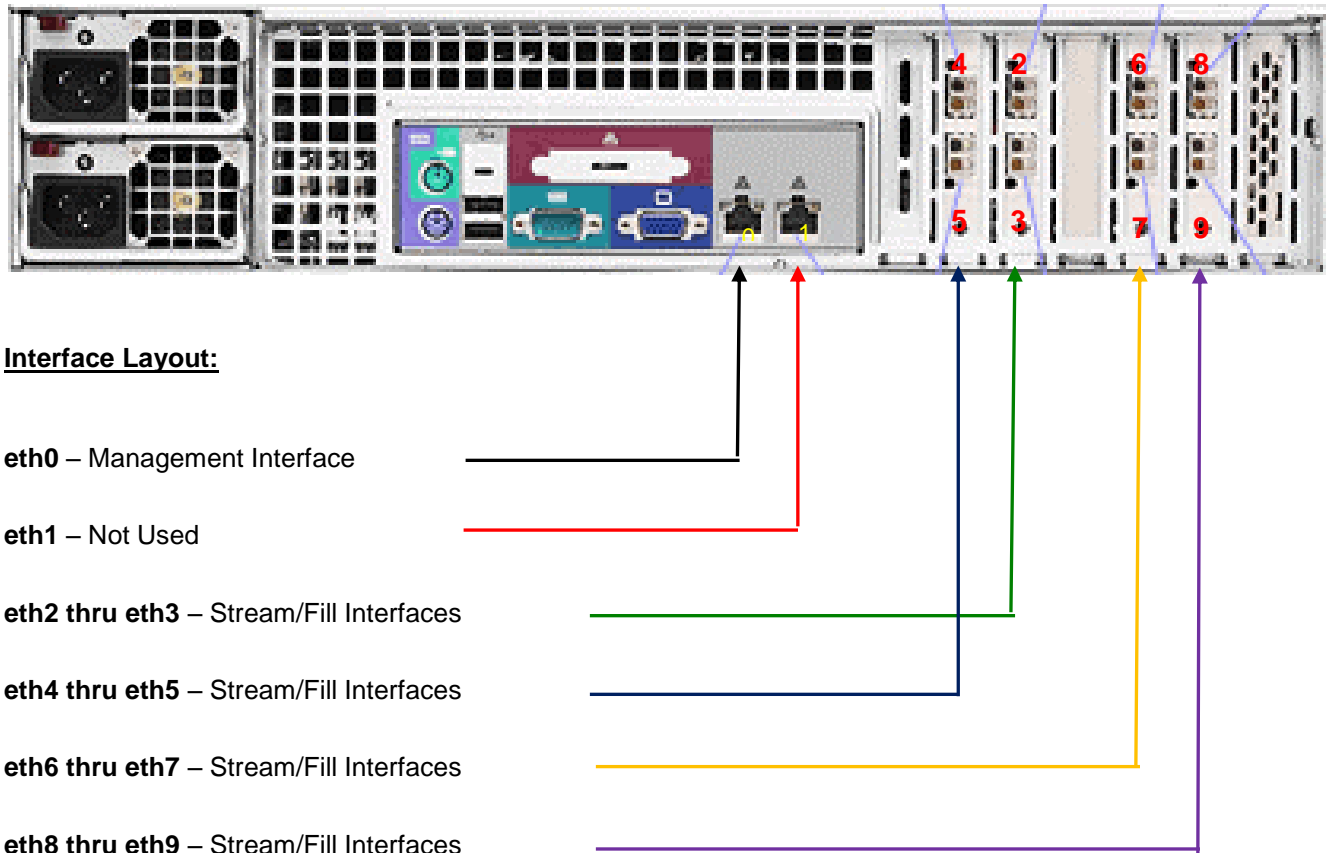 4 2 6 8
0 1
5 3 7 9
Interface Layout:
eth0 – Management Interface
eth1 – Not Used
eth2 thru eth3 – Stream/Fill Interfaces
eth4 thru eth5 – Stream/Fill Interfaces
eth6 thru eth7 – Stream/Fill Interfaces
eth8 thru eth9 – Stream/Fill Interfaces